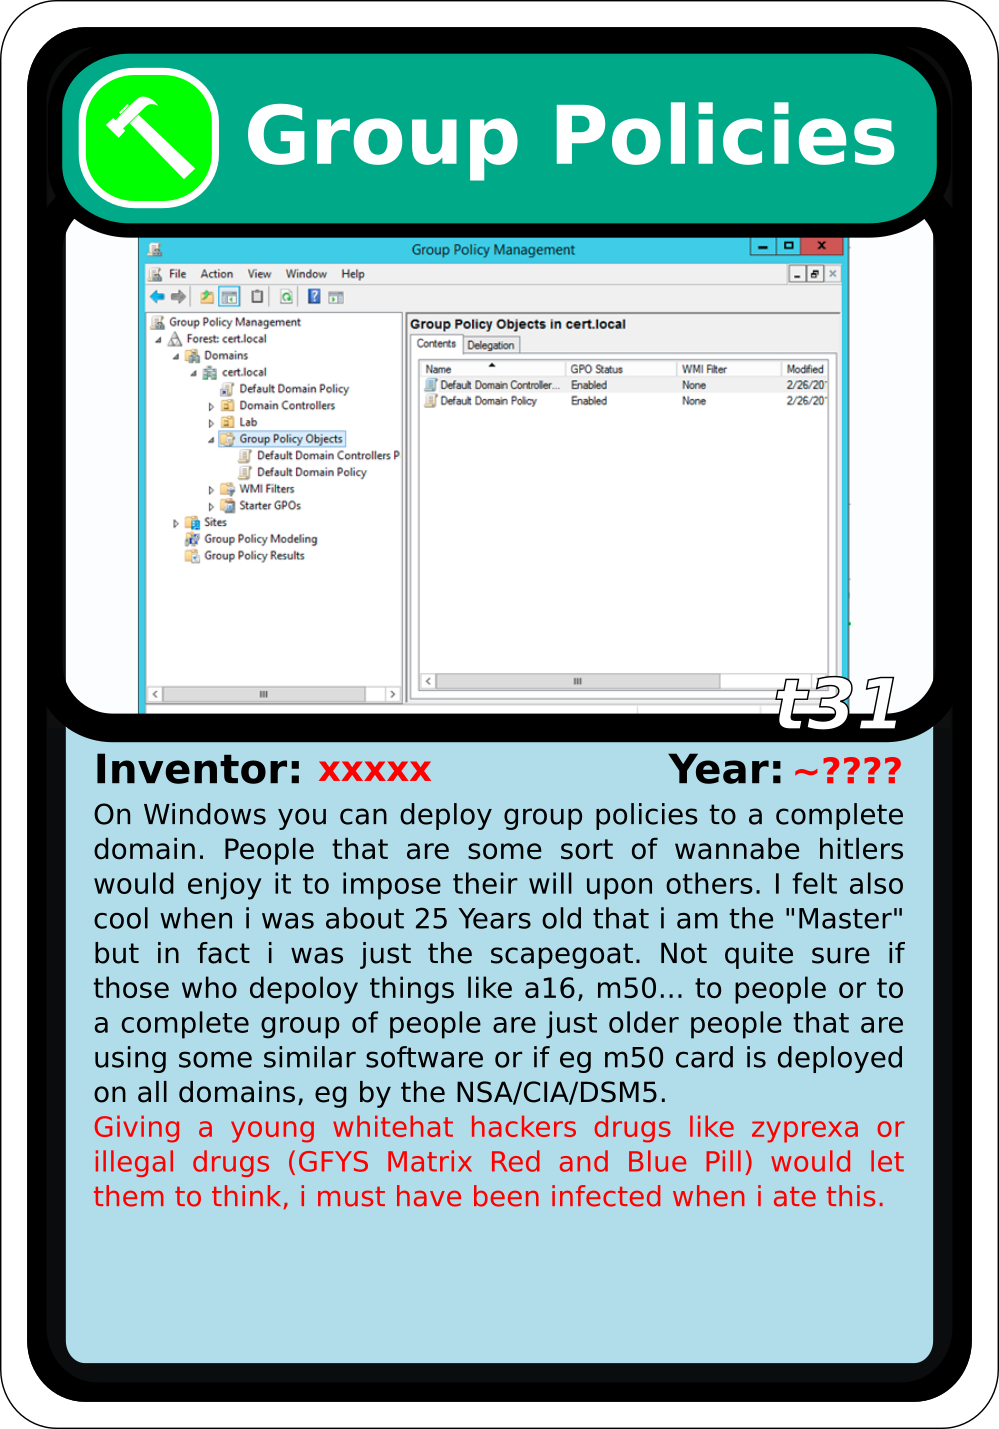 Group Policies
Group Policy Management
File Action View Window Help
Group Policy Management
Forest: cert.local
Domains
cert.local
Default Domain Policy
Domain Controllers
Lab
Group Policy Objects
Default Domain Controllers P
Default Domain Policy
WMI Filters
Starter GPOs
Sites
Group Policy Modeling
Group Policy Results
Group Policy Objects in cert.local
Contents Delegation
Name GPO Status WMI Filter Modified
Default Domain Controller... Enabled None 2/26/20
Default Domain Policy Enabled None 2/26/20
t31
Inventor: xxxxx Year: ~????
On Windows you can deploy group policies to a complete
domain. People that are some sort of wannabe hitlers
would enjoy it to impose their will upon others. I felt also
cool when i was about 25 Years old that i am the "Master"
but in fact i was just the scapegoat. Not quite sure if
those who depoloy things like a16, m50... to people or to
a complete group of people are just older people that are
using some similar software or if eg m50 card is deployed
on all domains, eg by the NSA/CIA/DSM5.
Giving a young whitehat hackers drugs like zyprexa or
illegal drugs (GFYS Matrix Red and Blue Pill) would let
them to think, i must have been infected when i ate this.